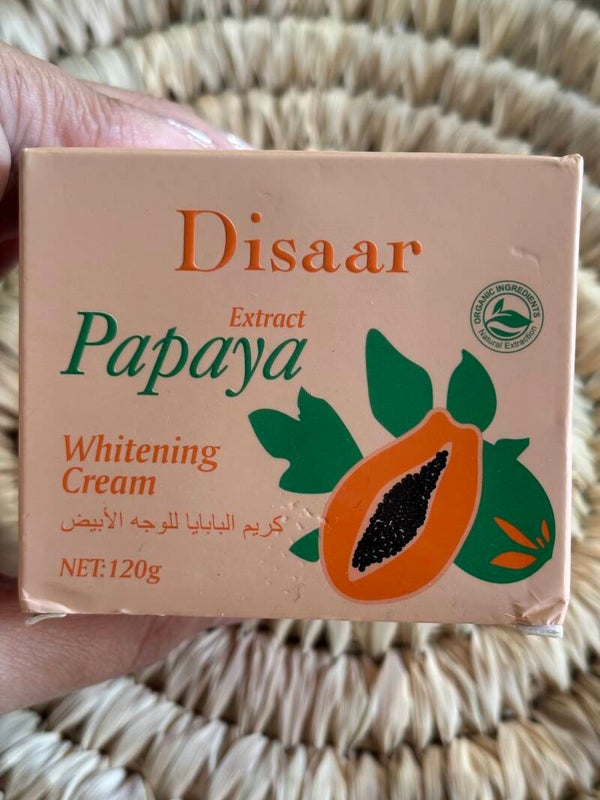 Disaar
Extract
Papaya
ORGANIC INGREDIENTS
Natural Extraction
Whitening
Cream
كريم البابايا للوجه الأبيض
NET:120g